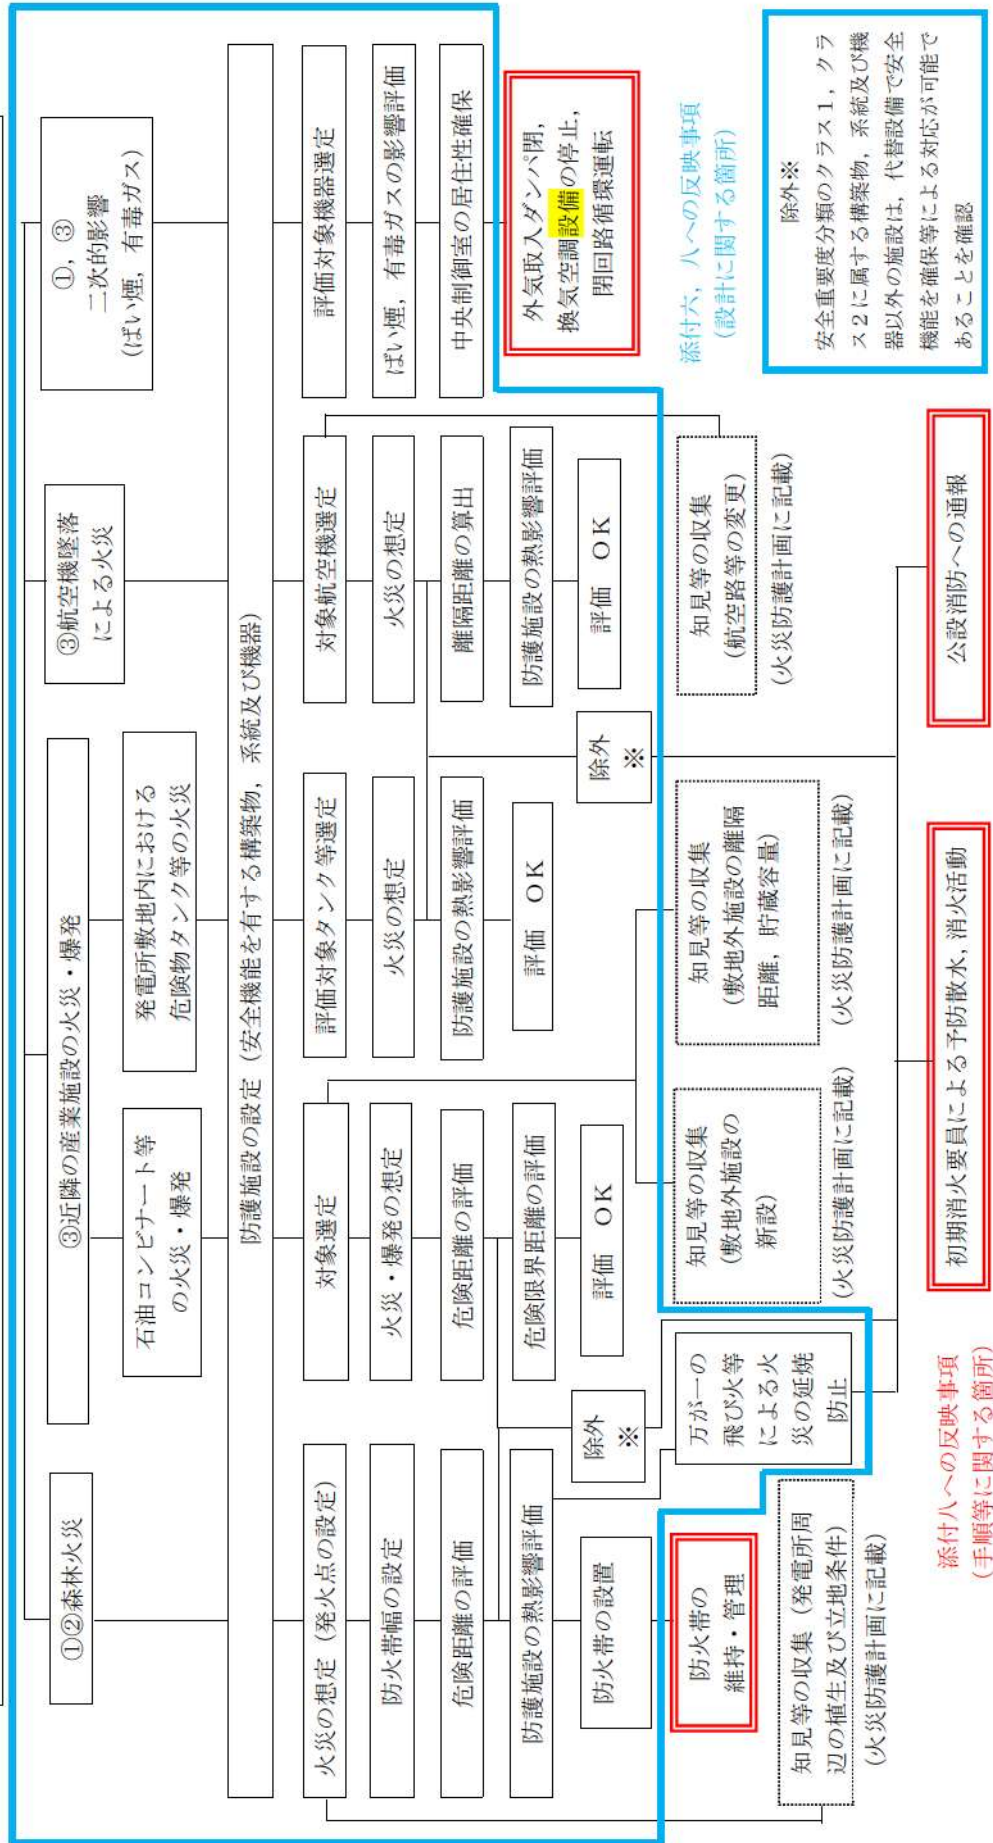 ①②森林火災
③近隣の産業施設の火災・爆発
③航空機墜落
による火災
①，③
二次的影響
（ばい煙，有毒ガス）
石油コンビナート等
の火災・爆発
発電所敷地内における
危険物タンク等の火災
防護施設の設定（安全機能を有する構築物，系統及び機器）
火災の想定（発火点の設定）
防火帯幅の設定
危険距離の評価
防護施設の熱影響評価
防火帯の設置
防火帯の
維持・管理
知見等の収集（発電所周
辺の植生及び立地条件）
（火災防護計画に記載）
対象選定
火災・爆発の想定
危険距離の評価
危険限界距離の評価
評価　ＯＫ
除外
※
万が一の
飛び火等
による火
災の延焼
防止
知見等の収集
（敷地外施設の
新設）
（火災防護計画に記載）
評価対象タンク等選定
火災の想定
防護施設の熱影響評価
評価　ＯＫ
除外
※
知見等の収集
（敷地外施設の離隔
距離，貯蔵容量）
（火災防護計画に記載）
対象航空機選定
火災の想定
離隔距離の算出
防護施設の熱影響評価
評価　ＯＫ
知見等の収集
（航空路等の変更）
（火災防護計画に記載）
評価対象機器選定
ばい煙，有毒ガスの影響評価
中央制御室の居住性確保
外気取入ダンパ閉，
換気空調設備の停止，
閉回路循環運転
添付六，八への反映事項
（設計に関する箇所）
除外※
安全重要度分類のクラス１，クラ
ス２に属する構築物，系統及び機
器以外の施設は，代替設備で安全
機能を確保等による対応が可能で
あることを確認
添付八への反映事項
（手順等に関する箇所）
初期消火要員による予防散水，消火活動
公設消防への通報